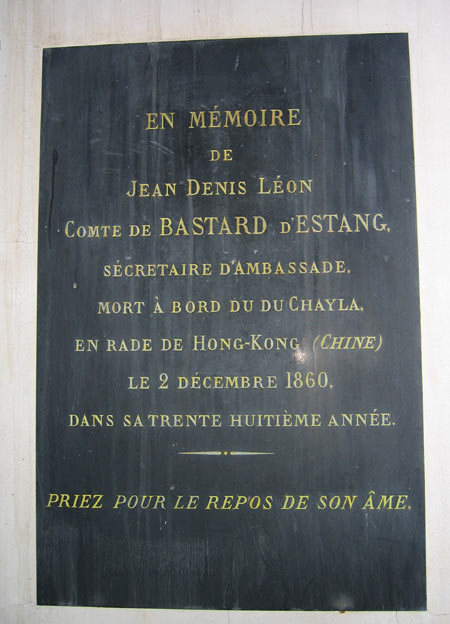 EN MÉMOIRE
DE
JEAN DENIS LÉON
COMTE DE BASTARD D'ESTANG,
SÉCRETAIRE D'AMBASSADE,
MORT À BORD DU DU CHAYLA,
EN RADE DE HONG-KONG (CHINE)
LE 2 DÉCEMBRE 1860,
DANS SA TRENTE HUITIÈME ANNÉE.
PRIEZ POUR LE REPOS DE SON ÂME.